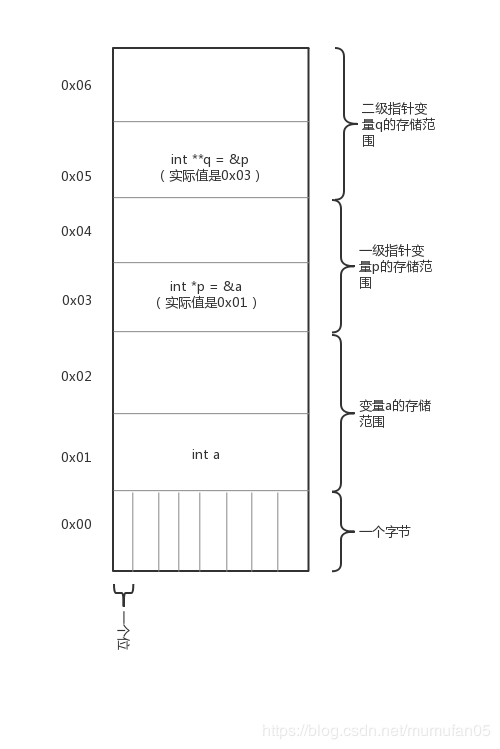 0x06
二级指针变
量q的存储范
围
int **q = &p
( 实际值是0x03 )
0x05
0x04
一级指针变
量p的存储范
围
int *p = &a
( 实际值是0x01 )
0x03
0x02
变量a的存储
范围
int a
0x01
0x00
一个字节
一个位
https://blog.csdn.net/mumufan05